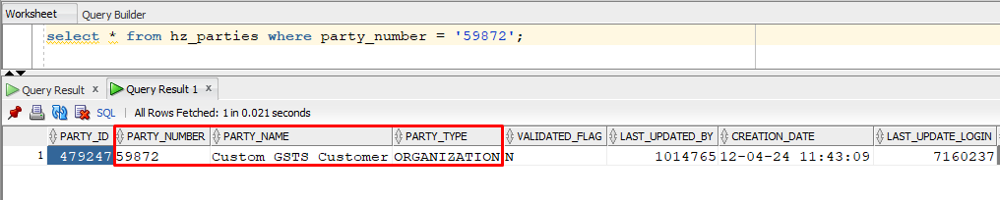 Worksheet Query Builder
select * from hz_parties where party_number = '59872';
Query Result x Query Result 1 x
SQL | All Rows Fetched: 1 in 0.021 seconds
PARTY_ID PARTY_NUMBER PARTY_NAME PARTY_TYPE VALIDATED_FLAG LAST_UPDATED_BY CREATION_DATE LAST_UPDATE_LOGIN
1 479247 59872 Custom GSTS Customer ORGANIZATION N 1014765 12-04-24 11:43:09 7160237